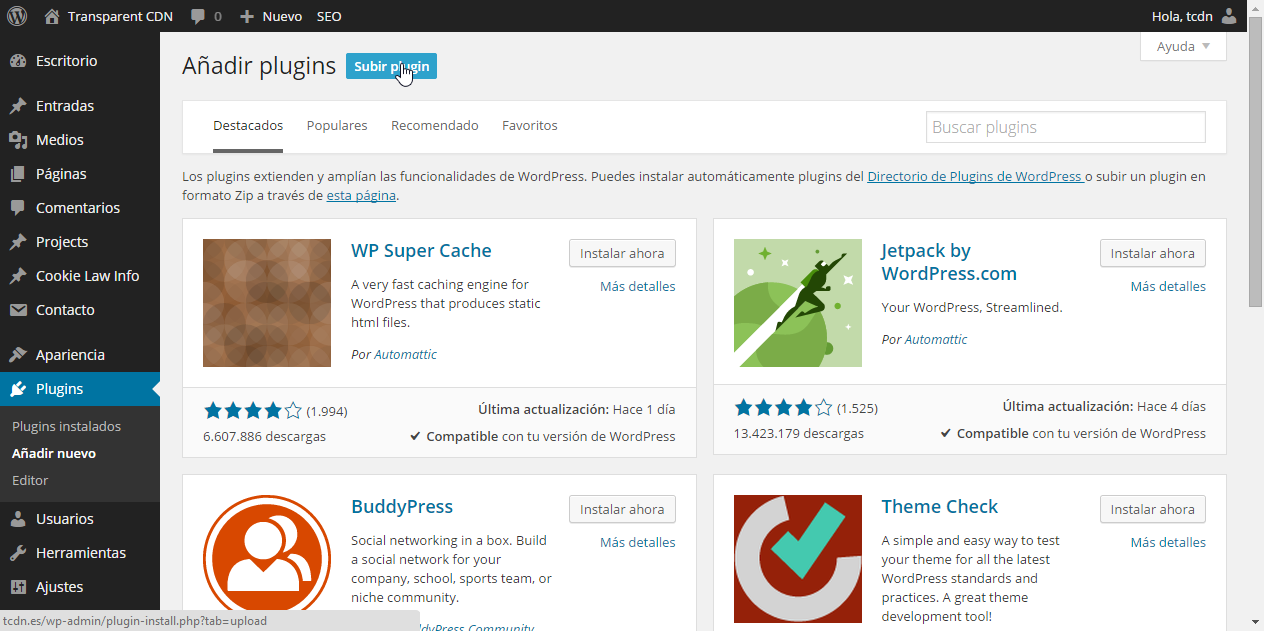 Transparent CDN 0 Nuevo SEO Hola, tcdn
Ayuda
Escritorio
Entradas
Medios
Páginas
Comentarios
Projects
Cookie Law Info
Contacto
Apariencia
Plugins
Plugins instalados
Añadir nuevo
Editor
Usuarios
Herramientas
Ajustes
Añadir plugins Subir plugin
Destacados Populares Recomendado Favoritos Buscar plugins
Los plugins extienden y amplían las funcionalidades de WordPress. Puedes instalar automáticamente plugins del Directorio de Plugins de WordPress o subir un plugin en
formato Zip a través de esta página.
WP Super Cache
Instalar ahora
Más detalles
A very fast caching engine for
WordPress that produces static
html files.
Por Automattic
(1.994) Última actualización: Hace 1 día
6.607.886 descargas Compatible con tu versión de WordPress
Jetpack by
WordPress.com
Instalar ahora
Más detalles
Your WordPress, Streamlined.
Por Automattic
(1.525) Última actualización: Hace 4 días
13.423.179 descargas Compatible con tu versión de WordPress
BuddyPress
Instalar ahora
Más detalles
Social networking in a box. Build
a social network for your
company, school, sports team, or
niche community.
Community
Theme Check
Instalar ahora
Más detalles
A simple and easy way to test
your theme for all the latest
WordPress standards and
practices. A great theme
development tool!
tcdn.es/wp-admin/plugin-install.php?tab=upload